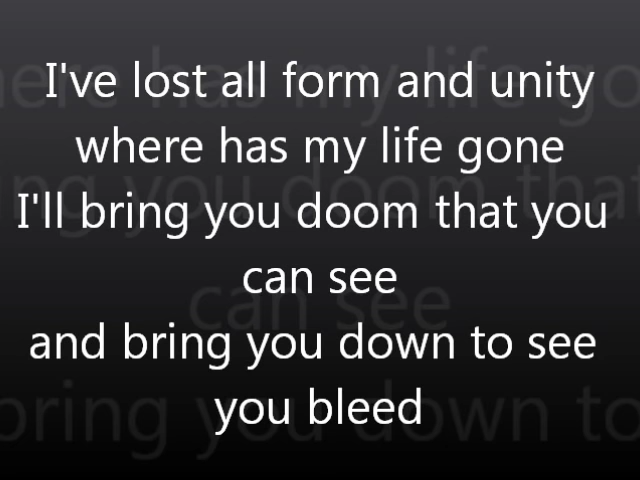 I've lost all form and unity
where has my life gone
I'll bring you doom that you
can see
and bring you down to see
you bleed